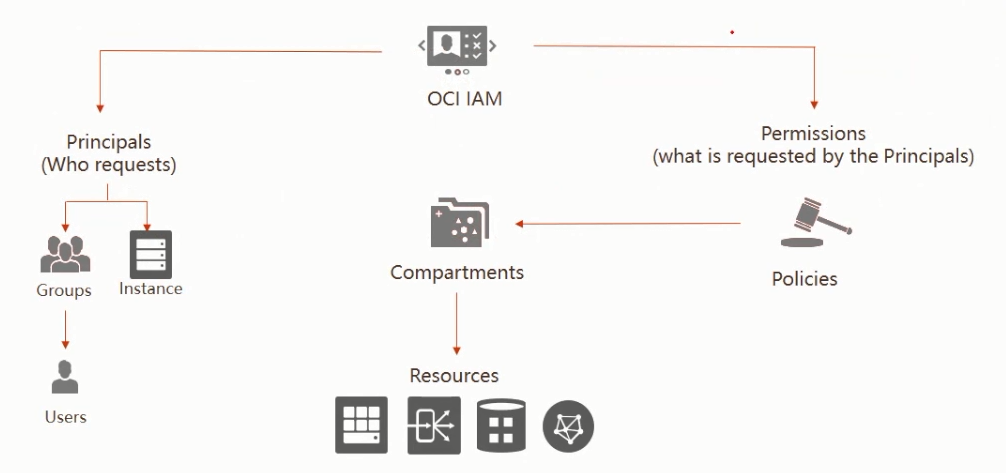 OCI IAM
Principals
(Who requests)
Permissions
(what is requested by the Principals)
Groups
Instance
Compartments
Policies
Users
Resources